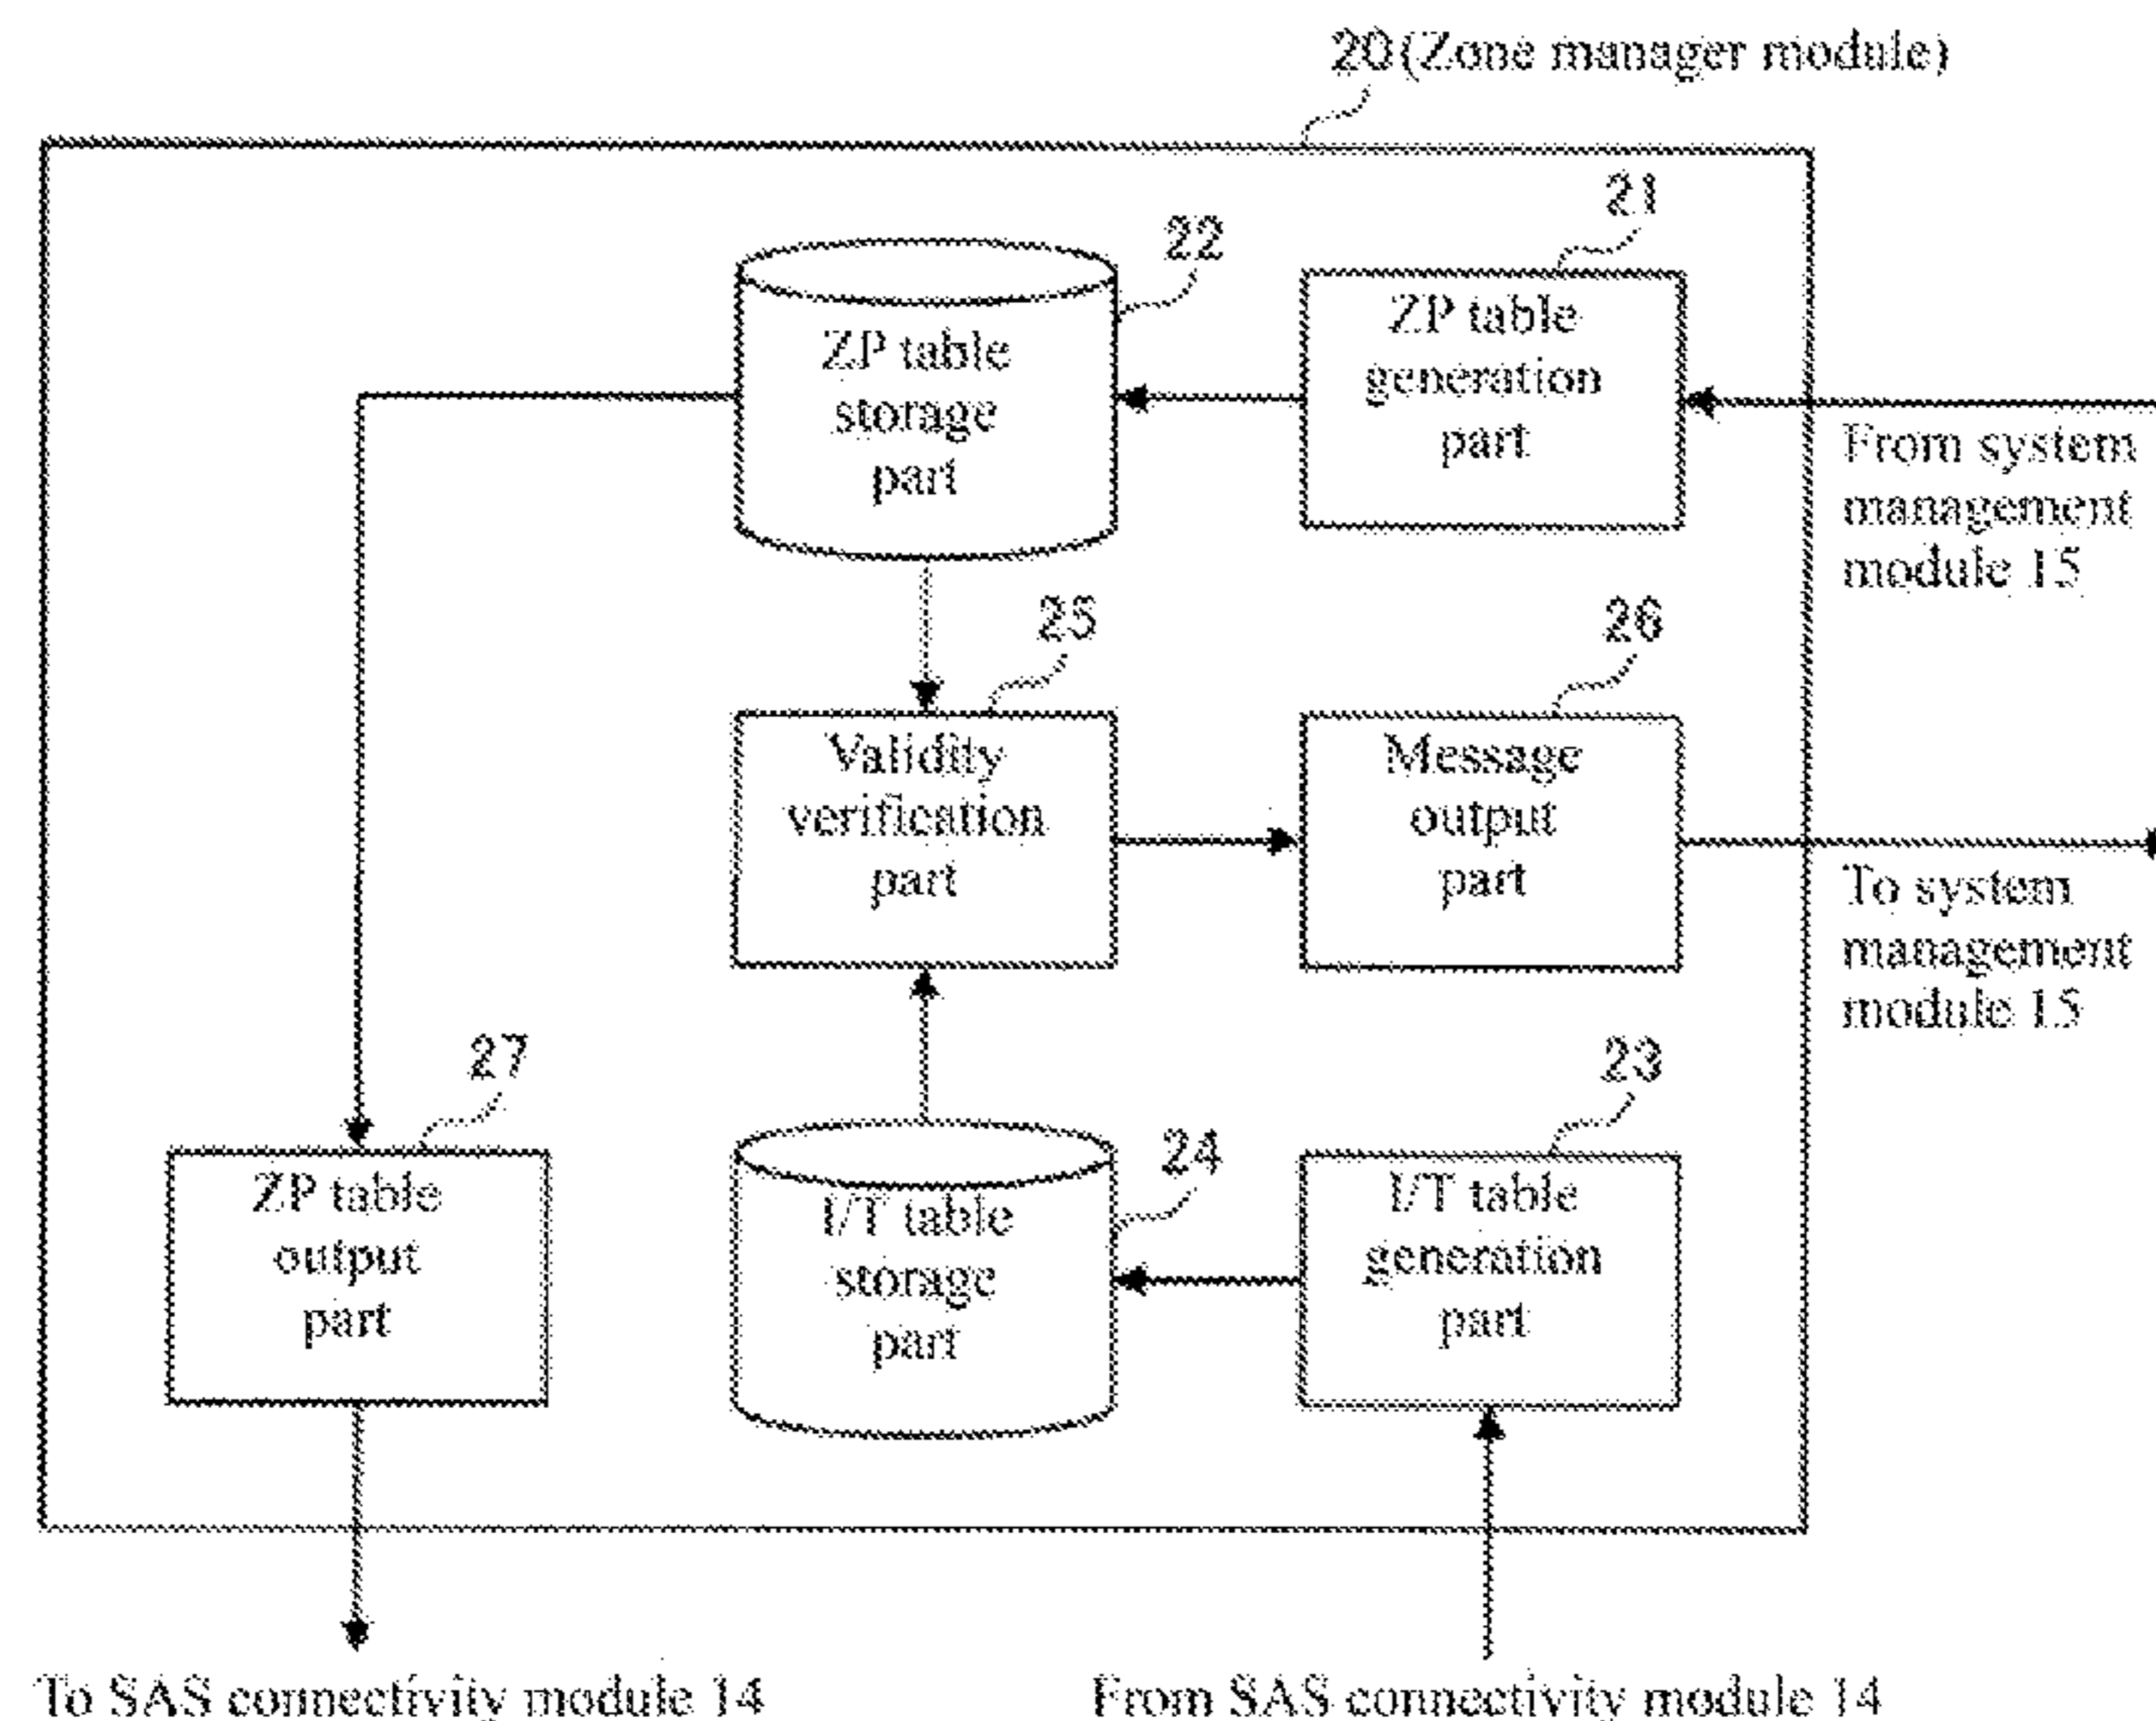 20(Zone manager module)
21
22
ZP table
generation
part
ZP table
storage
part
From system
management
module 15
25
26
Validity
verification
part
Message
output
part
To system
management
module 15
27
23
24
ZP table
output
part
I/T table
storage
part
I/T table
generation
part
To SAS connectivity module 14
From SAS connectivity module 14